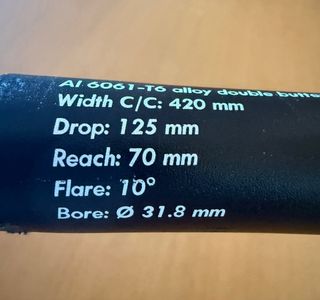 Al 6061-T6 alloy double butte
Width C/C: 420 mm
Drop: 125 mm
Reach: 70 mm
Flare: 10°
Bore: Ø 31.8 mm